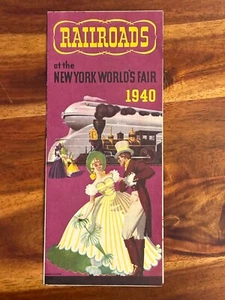 RAILROADS
at the
NEW YORK WORLD'S FAIR
1940